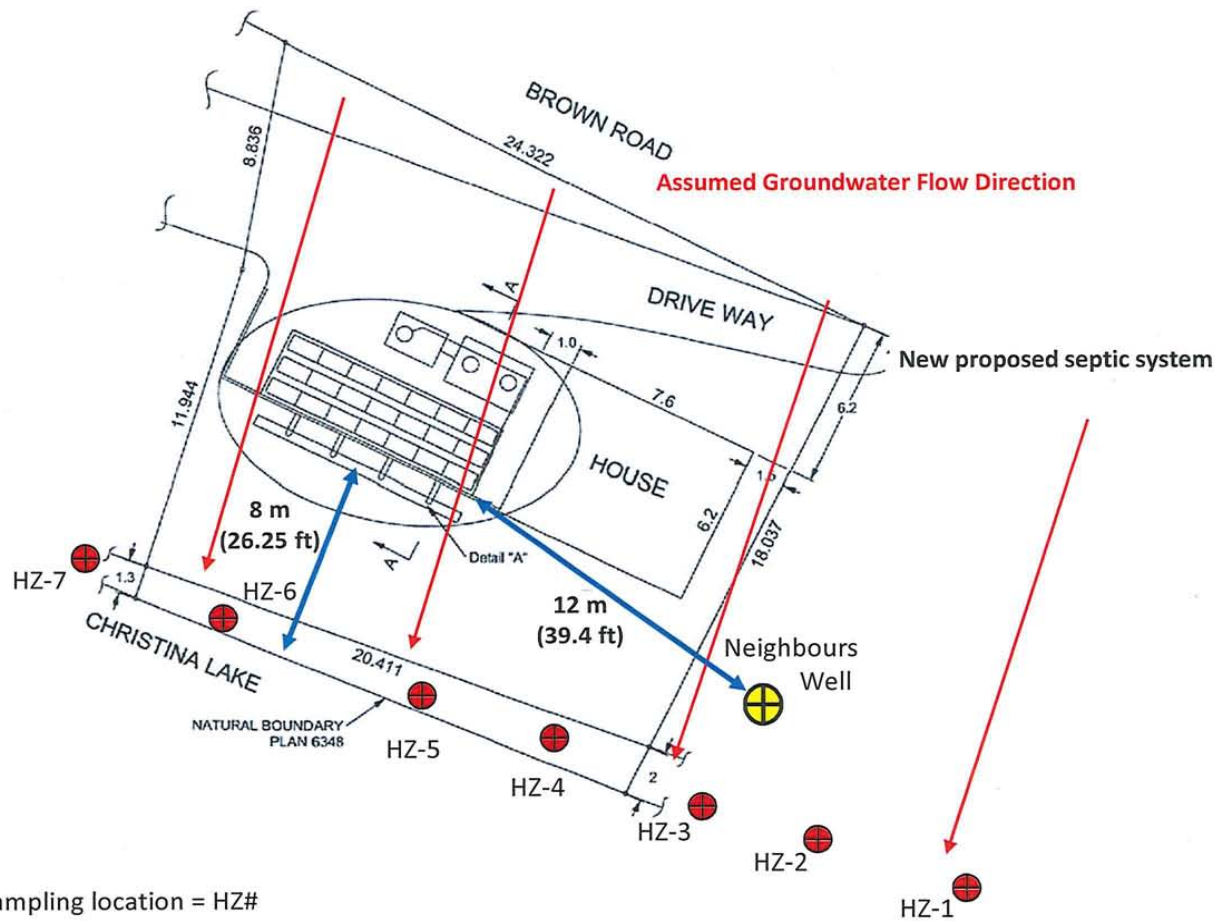 BROWN ROAD
24.322
8.836
Assumed Groundwater Flow Direction
DRIVE WAY
A
1.0
New proposed septic system
7.6
6.2
11.944
HOUSE
6.2
18.037
8 m
(26.25 ft)
A
Detail "A"
HZ-7
1.3
HZ-6
12 m
(39.4 ft)
CHRISTINA LAKE
20.411
Neighbours
Well
NATURAL BOUNDARY
PLAN 6348
HZ-5
HZ-4
2
HZ-3
HZ-2
HZ-1
ampling location = HZ#